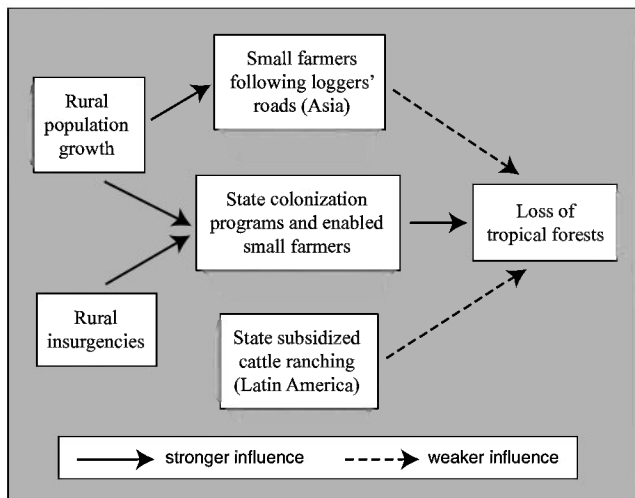 Small farmers
following loggers'
roads (Asia)
Rural
population
growth
State colonization
programs and enabled
small farmers
Loss of
tropical forests
Rural
insurgencies
State subsidized
cattle ranching
(Latin America)
stronger influence
weaker influence